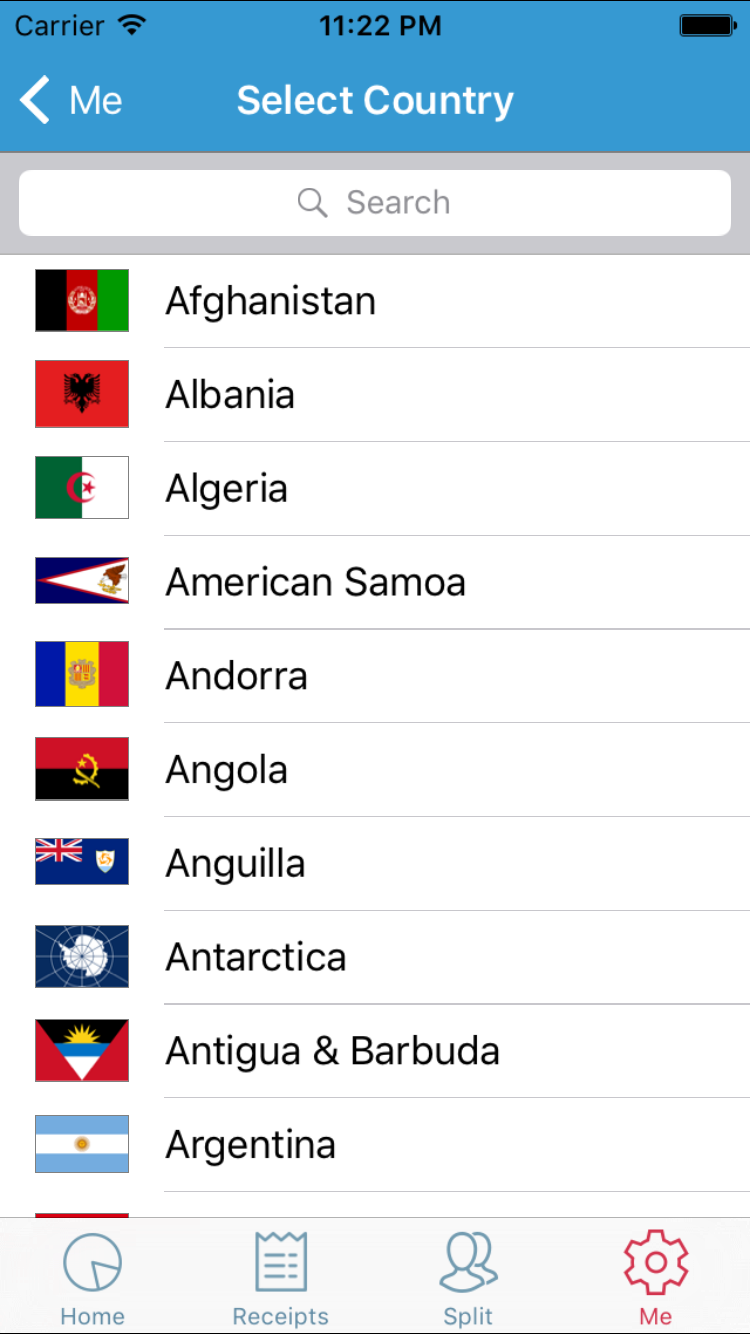 Carrier 11:22 PM
Me Select Country
Search
Afghanistan
Albania
Algeria
American Samoa
Andorra
Angola
Anguilla
Antarctica
Antigua & Barbuda
Argentina
Home Receipts Split Me